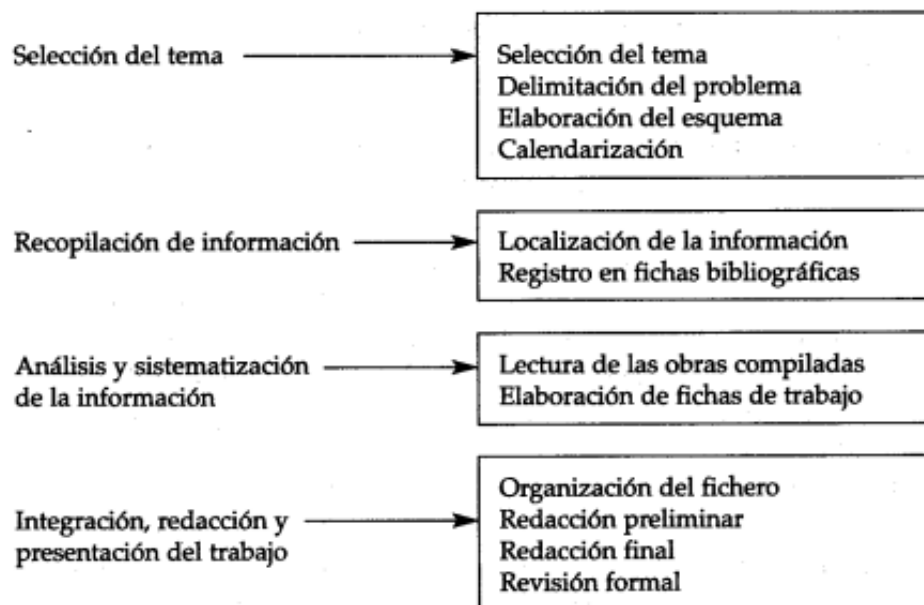 Selección del tema
Selección del tema
Delimitación del problema
Elaboración del esquema
Calendarización
Recopilación de información
Localización de la información
Registro en fichas bibliográficas
Análisis y sistematización
de la información
Lectura de las obras compiladas
Elaboración de fichas de trabajo
Integración, redacción y
presentación del trabajo
Organización del fichero
Redacción preliminar
Redacción final
Revisión formal